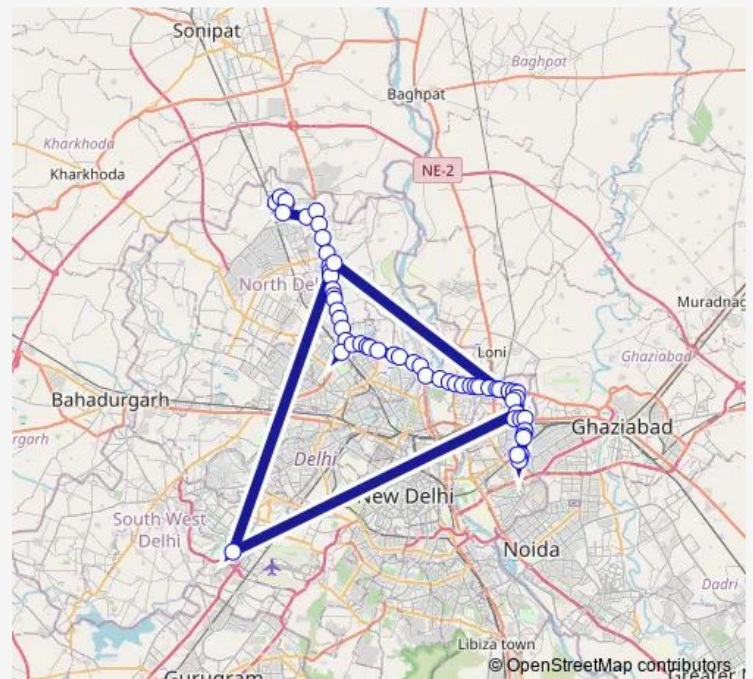 Sonipat
Baghpat
Baghpat
Kharkhoda
Kharkhoda
NE-2
North Del
Muradnag
Loni
Ghaziabad
Bahadurgarh
rgarh
Ghaziabad
Delhi
New Delhi
South West
Delhi
Noida
Dadri
Libiza town
Gurugram
Greater
© OpenStreetMap contributors